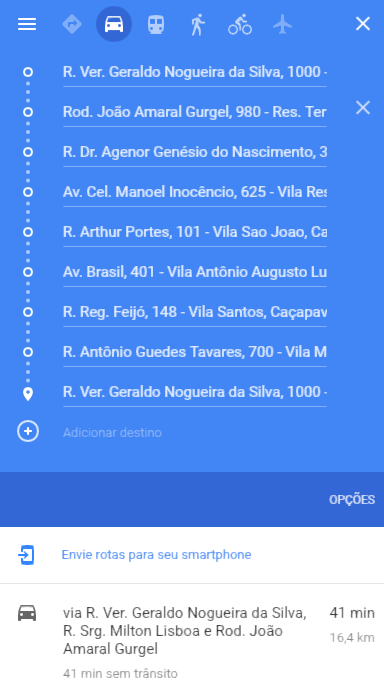 R. Ver. Geraldo Nogueira da Silva, 1000 -
Rod. João Amaral Gurgel, 980 - Res. Ter
R. Dr. Agenor Genésio do Nascimento, 3
Av. Cel. Manoel Inocêncio, 625 - Vila Res
R. Arthur Portes, 101 - Vila Sao Joao, Ca
Av. Brasil, 401 - Vila Antônio Augusto Lu
R. Reg. Feijó, 148 - Vila Santos, Caçapav
R. Antônio Guedes Tavares, 700 - Vila M
R. Ver. Geraldo Nogueira da Silva, 1000 -
Adicionar destino
OPÇÕES
Envie rotas para seu smartphone
via R. Ver. Geraldo Nogueira da Silva, 41 min
R. Srg. Milton Lisboa e Rod. João 16,4 km
Amaral Gurgel
41 min sem trânsito